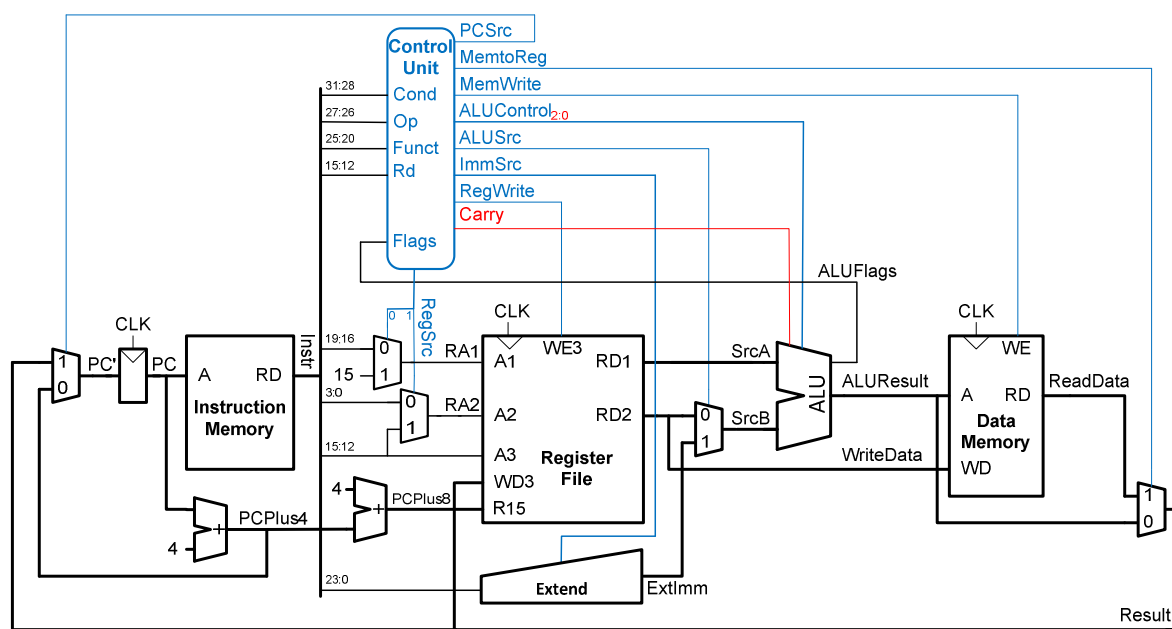 PCSrc
Control
Unit
MemtoReg
MemWrite
31:28
Cond
ALUControl2:0
27:26
Op
ALUSrc
25:20
Funct
ImmSrc
15:12
Rd
RegWrite
Carry
Flags
ALUFlags
0 1
RegSrc
CLK
CLK
CLK
Instr
19:16
0
RA1
A1
WE3
RD1
SrcA
WE
1
0
PC'
PC
A
RD
15
1
ALU
ALUResult
A
RD
ReadData
Instruction
Memory
3:0
0
1
RA2
A2
RD2
0
1
SrcB
Data
Memory
15:12
A3
Register
File
WriteData
WD
WD3
4
+
PCPlus8
R15
1
0
+
PCPlus4
4
23:0
Extend
ExtImm
Result